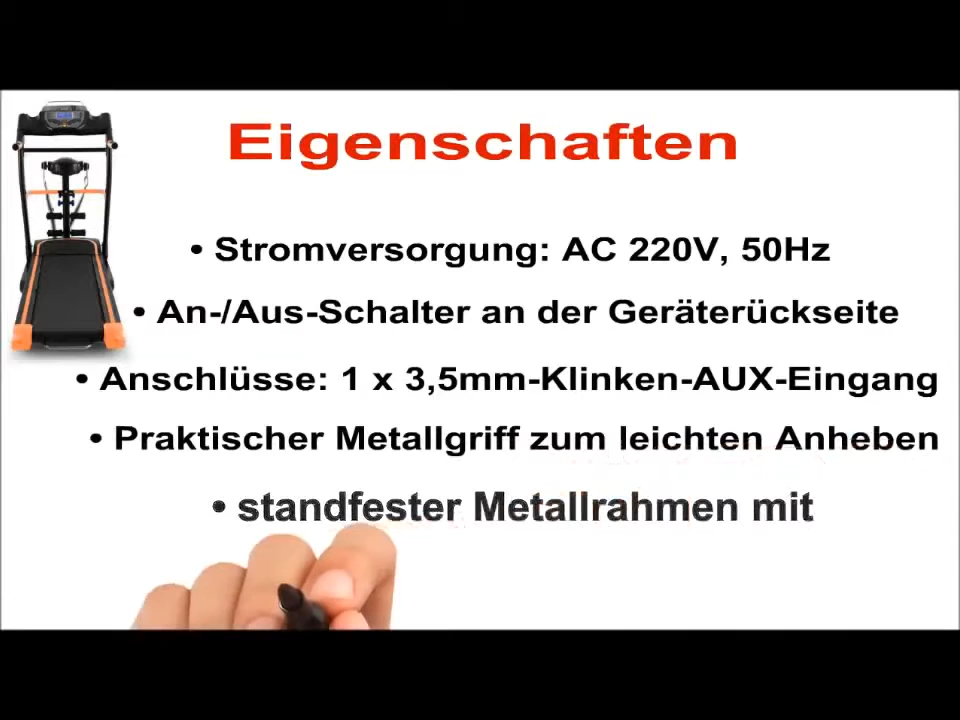 Eigenschaften
• Stromversorgung: AC 220V, 50Hz
• An-/Aus-Schalter an der Geräterückseite
• Anschlüsse: 1 x 3,5mm-Klinken-AUX-Eingang
• Praktischer Metallgriff zum leichten Anheben
• standfester Metallrahmen mit